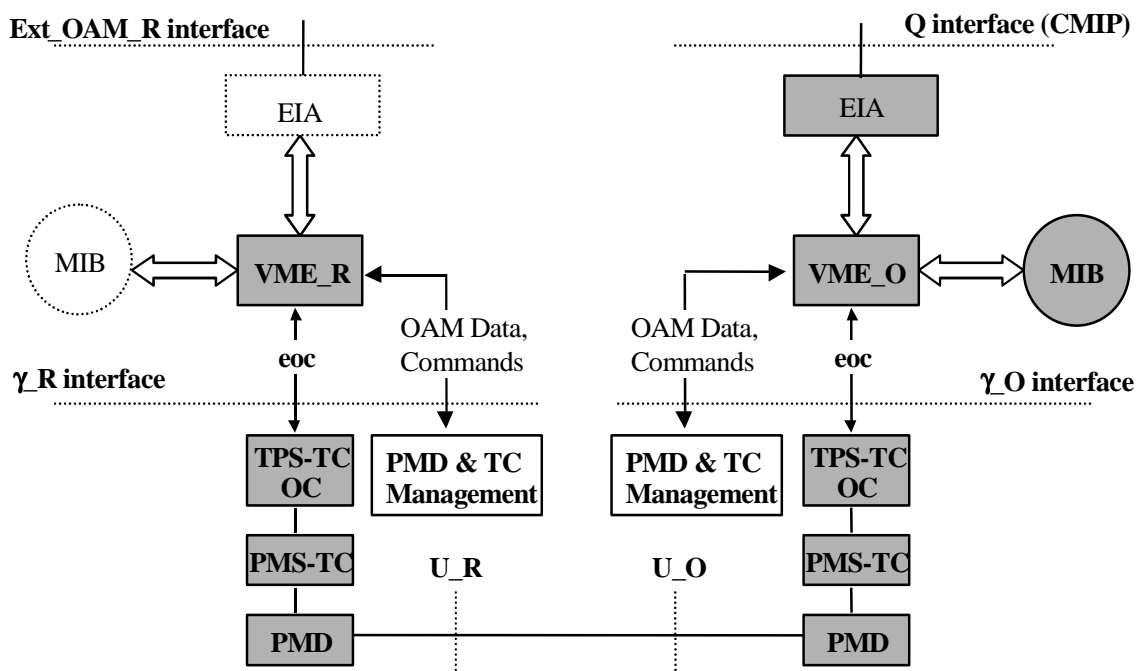 Ext_OAM_R interface
Q interface (CMIP)
EIA
EIA
MIB
VME_R
VME_O
MIB
OAM Data,
Commands
OAM Data,
Commands
eoc
eoc
γ_R interface
γ_O interface
TPS-TC
OC
PMD & TC
Management
PMD & TC
Management
TPS-TC
OC
PMS-TC
U_R
U_O
PMS-TC
PMD
PMD